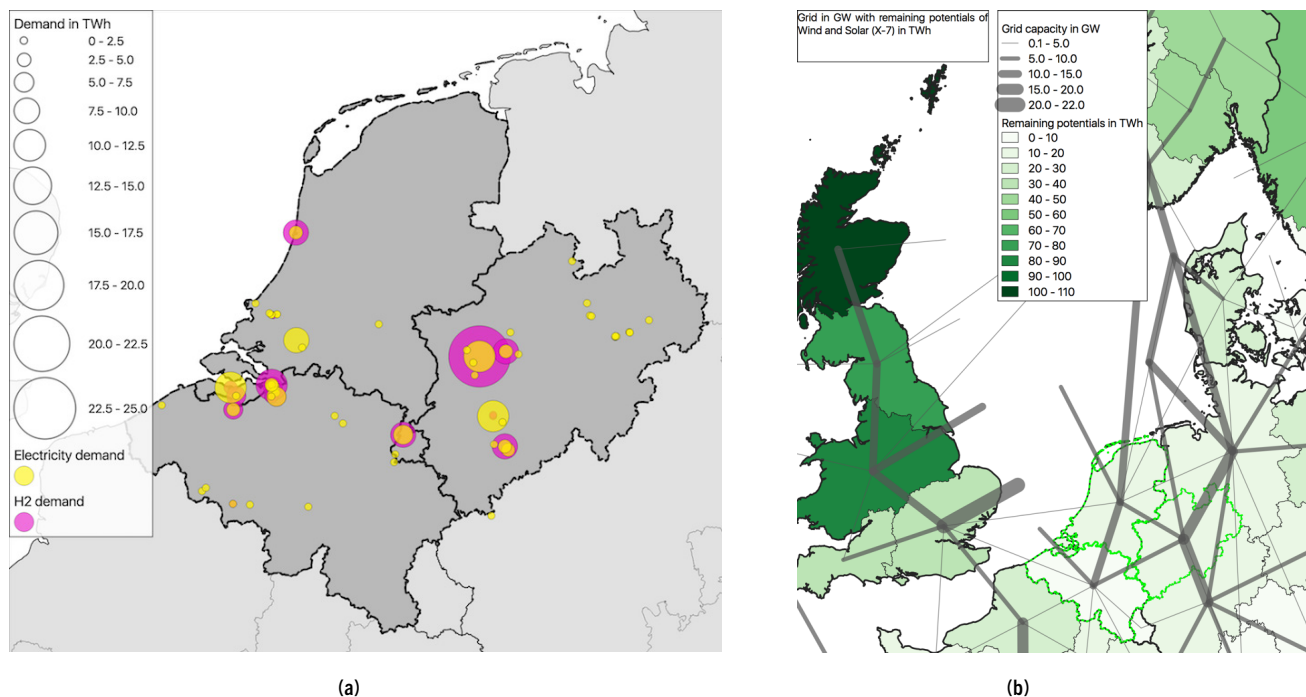 Demand in TWh
0 - 2.5
2.5 - 5.0
5.0 - 7.5
7.5 - 10.0
10.0 - 12.5
12.5 - 15.0
15.0 - 17.5
17.5 - 20.0
20.0 - 22.5
22.5 - 25.0
Electricity demand
H2 demand
(a)
Grid in GW with remaining potentials of
Wind and Solar (X-7) in TWh
Grid capacity in GW
0.1 - 5.0
5.0 - 10.0
10.0 - 15.0
15.0 - 20.0
20.0 - 22.0
Remaining potentials in TWh
0 - 10
10 - 20
20 - 30
30 - 40
40 - 50
50 - 60
60 - 70
70 - 80
80 - 90
90 - 100
100 - 110
(b)